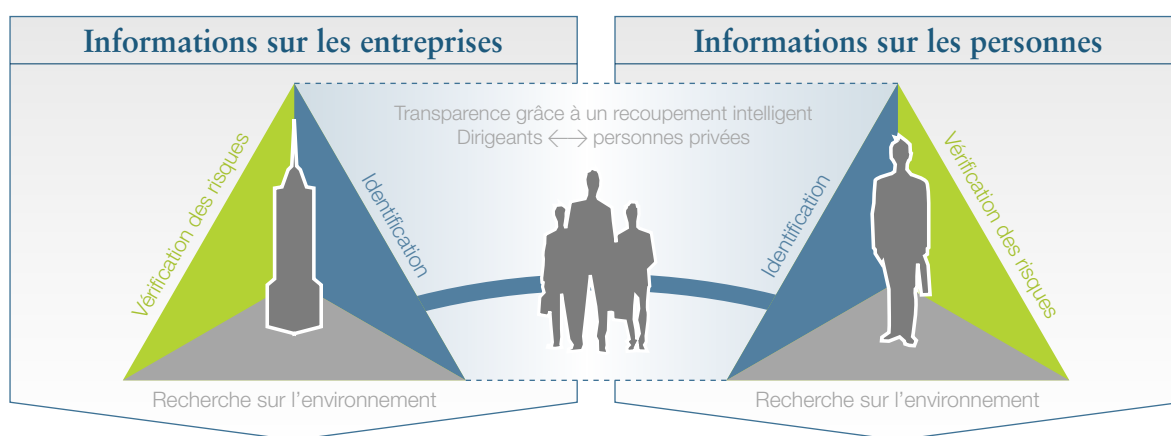 Informations sur les entreprises
Informations sur les personnes
Transparence grâce à un recoupement intelligent
Dirigeants ⟷ personnes privées
Vérification des risques
Identification
Identification
Vérification des risques
Recherche sur l’environnement
Recherche sur l’environnement